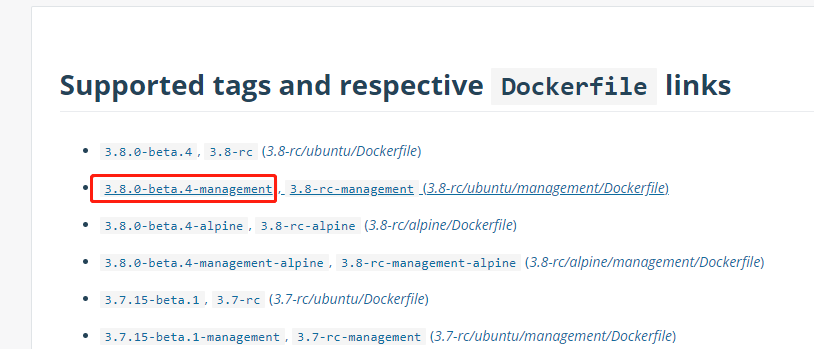 Supported tags and respective Dockerfile links
3.8.0-beta.4, 3.8-rc (3.8-rc/ubuntu/Dockerfile)
3.8.0-beta.4-management, 3.8-rc-management (3.8-rc/ubuntu/management/Dockerfile)
3.8.0-beta.4-alpine, 3.8-rc-alpine (3.8-rc/alpine/Dockerfile)
3.8.0-beta.4-management-alpine, 3.8-rc-management-alpine (3.8-rc/alpine/management/Dockerfile)
3.7.15-beta.1, 3.7-rc (3.7-rc/ubuntu/Dockerfile)
3.7.15-beta.1-management, 3.7-rc-management (3.7-rc/ubuntu/management/Dockerfile)